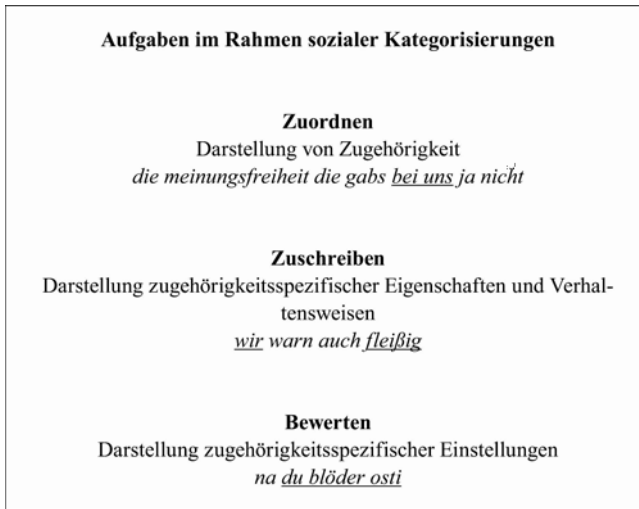 Aufgaben im Rahmen sozialer Kategorisierungen
Zuordnen
Darstellung von Zugehörigkeit
die meinungsfreiheit die gabs bei uns ja nicht
Zuschreiben
Darstellung zugehörigkeitsspezifischer Eigenschaften und Verhal-
tensweisen
wir warn auch fleißig
Bewerten
Darstellung zugehörigkeitsspezifischer Einstellungen
na du blöder osti